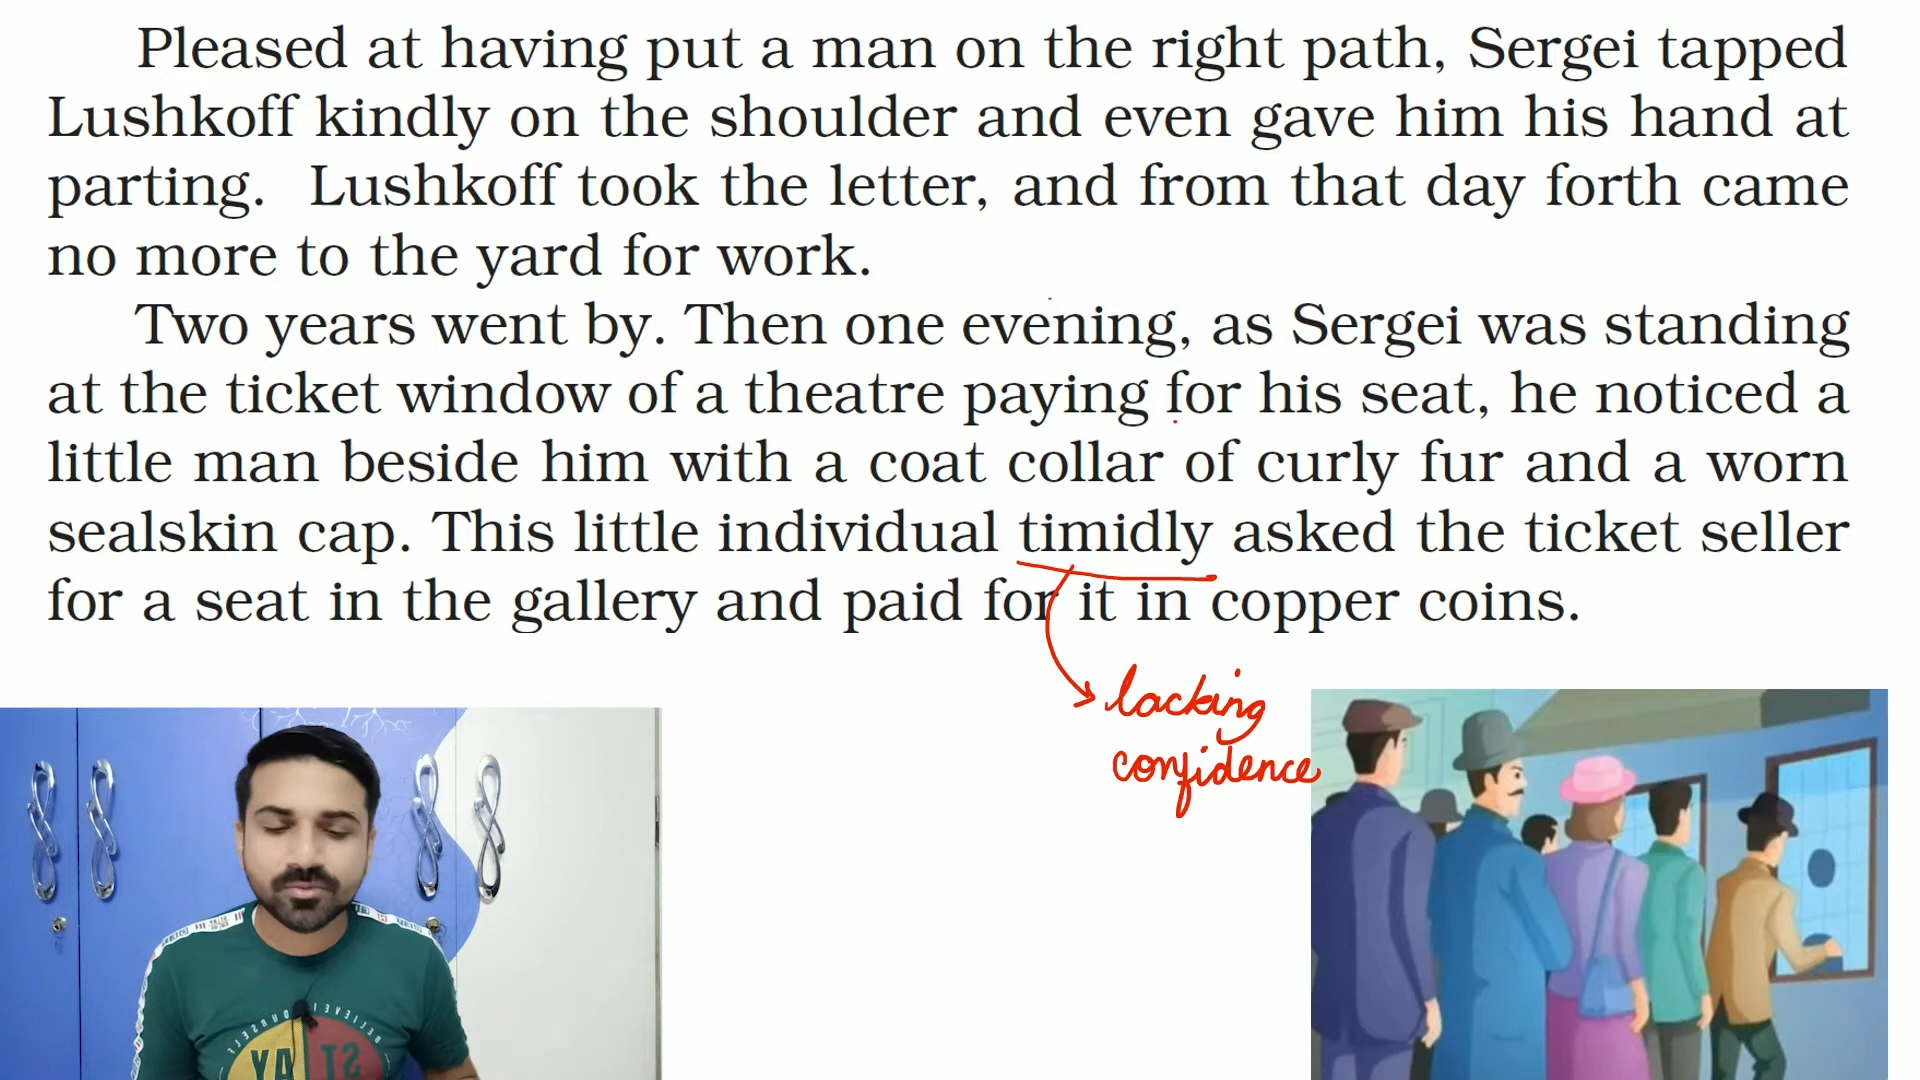 Pleased at having put a man on the right path, Sergei tapped
Lushkoff kindly on the shoulder and even gave him his hand at
parting. Lushkoff took the letter, and from that day forth came
no more to the yard for work.
Two years went by. Then one evening, as Sergei was standing
at the ticket window of a theatre paying for his seat, he noticed a
little man beside him with a coat collar of curly fur and a worn
sealskin cap. This little individual timidly asked the ticket seller
for a seat in the gallery and paid for it in copper coins.
lacking
confidence